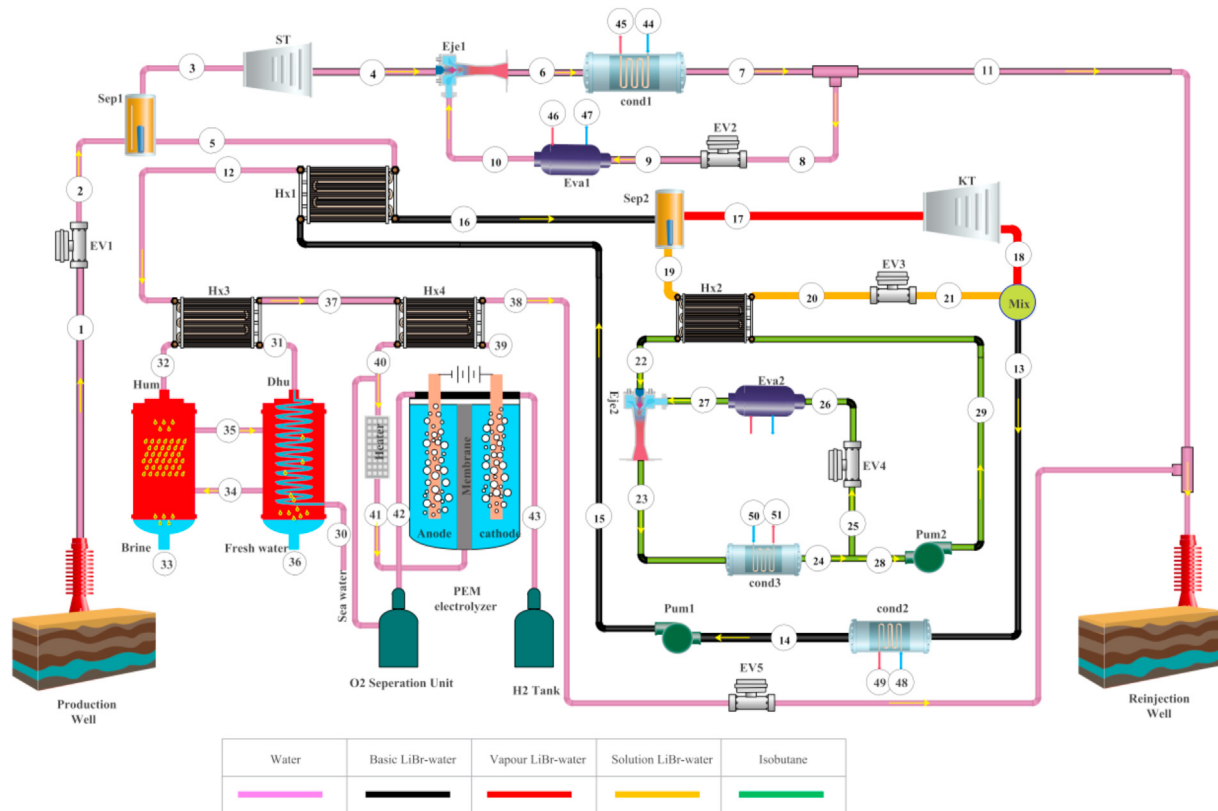 45
44
ST
Eje1
3
4
6
7
11
Sep1
cond1
46
47
EV2
5
2
10
9
8
12
Eva1
Hx1
Sep2
KT
16
17
EV1
18
EV3
19
Hx3
37
Hx4
38
Hx2
20
21
Mix
1
31
32
40
39
22
13
Hum
Dhu
Eva2
Eje2
27
26
29
35
Heater
Membrane
EV4
34
23
15
41
42
43
25
Anode
cathode
50
51
30
Pum2
Brine
Fresh water
33
36
24
28
Sea water
cond3
PEM
electrolyzer
Pum1
cond2
14
49
48
O2 Seperation Unit
H2 Tank
EV5
Production
Well
Reinjection
Well
Water
Basic LiBr-water
Vapour LiBr-water
Solution LiBr-water
Isobutane